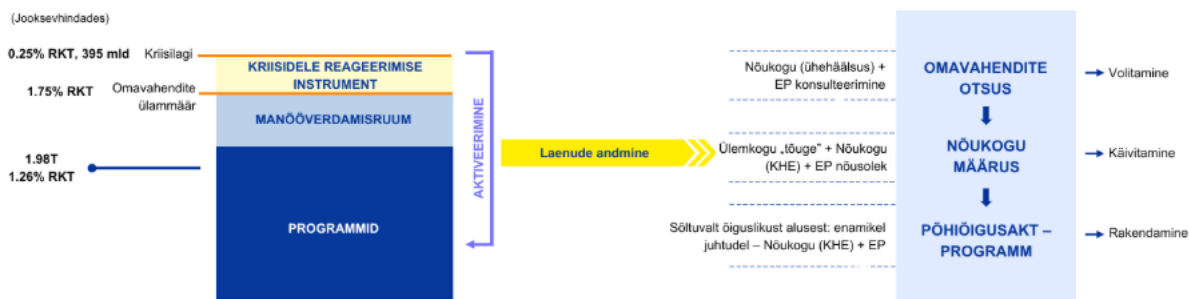 (Jooksevhindades)
0.25% RKT, 395 mld
Kriisilagi
KRIISIDELE REAGEERIMISE
INSTRUMENT
1.75% RKT
Omavahendite
ülammäär
MANÖÖVERDAMISRUUM
1.98T
1.26% RKT
PROGRAMMID
AKTIVEERIMINE
Laenude andmine
Nõukogu (ühehäälsus) +
EP konsulteerimine
OMAVAHENDITE
OTSUS
Volitamine
Ülemkogu „tõuge” + Nõukogu
(KHE) + EP nõusolek
NÕUKOGU
MÄÄRUS
Käivitamine
Sõltuvalt õiguslikust alusest: enamikel
juhtudel – Nõukogu (KHE) + EP
PÕHIÕIGUSAKT –
PROGRAMM
Rakendamine